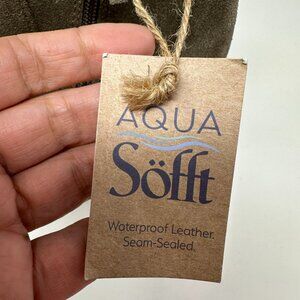 AQUA
Söfft
Waterproof Leather.
Seam-Sealed.